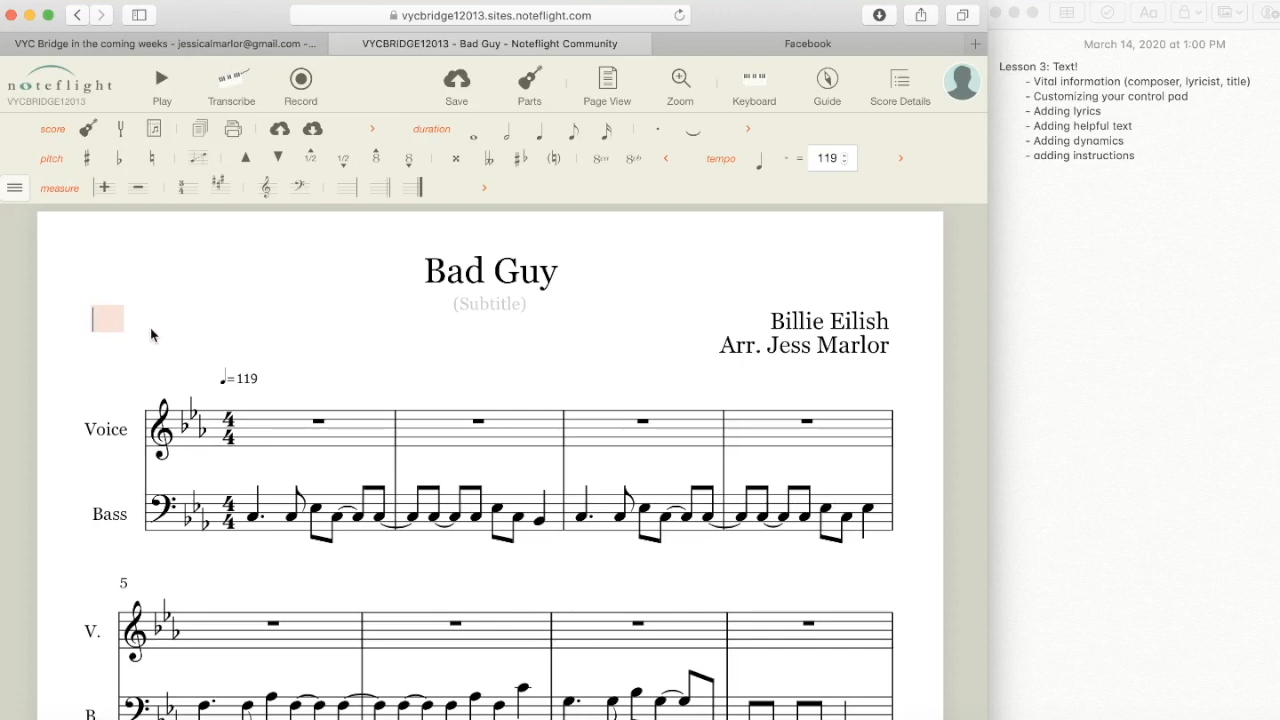 vycbridge12013.sites.noteflight.com
VYC Bridge in the coming weeks - jessicalmarlor@gmail.com -...
VYCBRIDGE12013 - Bad Guy - Noteflight Community
Facebook
noteflight
VYCBRIDGE12013
Play
Transcribe
Record
Save
Parts
Page View
Zoom
Keyboard
Guide
Score Details
score
duration
pitch
tempo
= 119
measure
Bad Guy
(Subtitle)
Billie Eilish
Arr. Jess Marlor
=119
Voice
Bass
5
V.
B.
Aa
March 14, 2020 at 1:00 PM
Lesson 3: Text!
- Vital information (composer, lyricist, title)
- Customizing your control pad
- Adding lyrics
- Adding helpful text
- Adding dynamics
- adding instructions